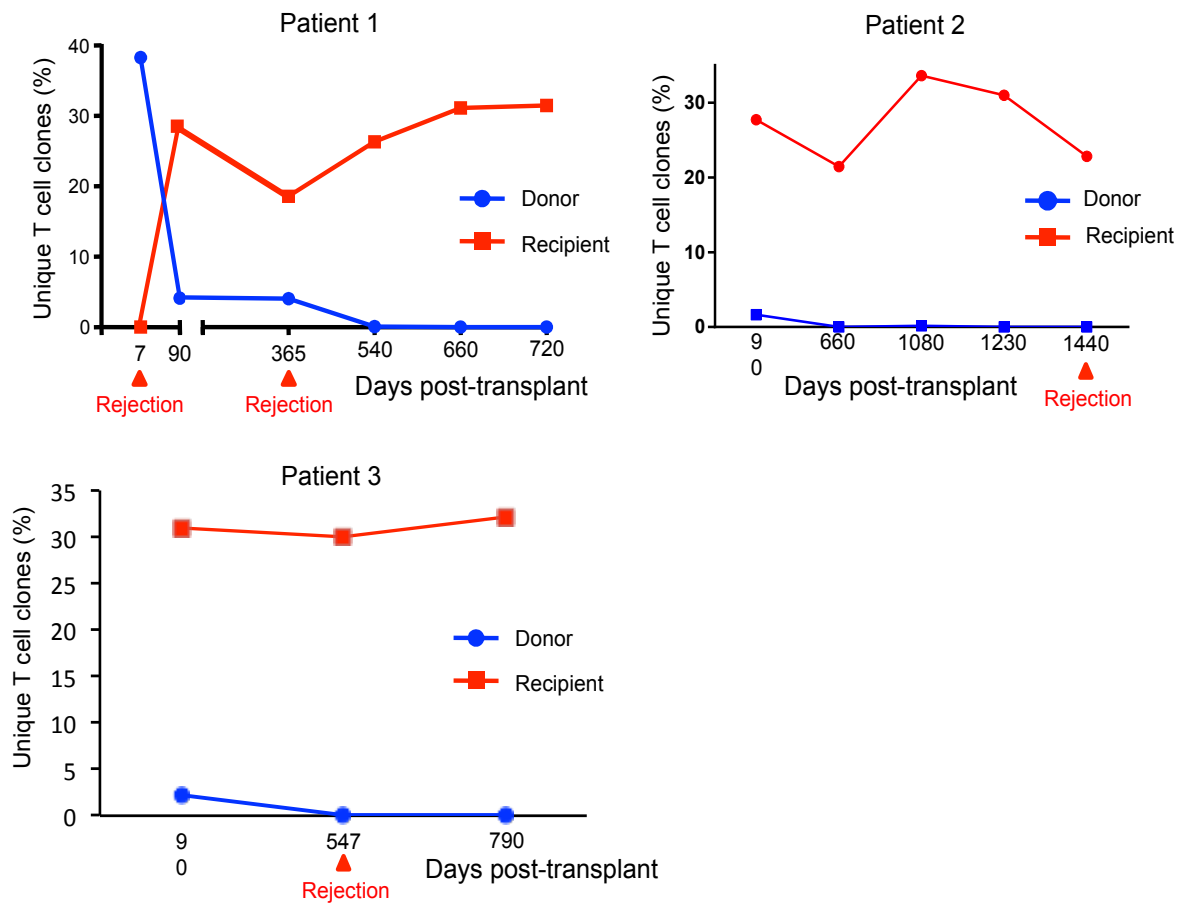 Patient 1
Unique T cell clones (%)
40
30
20
10
0
Donor
Recipient
7 90 365 540 660 720
Days post-transplant
Rejection Rejection
Patient 2
Unique T cell clones (%)
30
20
10
0
Donor
Recipient
9 660 1080 1230 1440
0
Days post-transplant
Rejection
Patient 3
Unique T cell clones (%)
35
30
25
20
15
10
5
0
Donor
Recipient
9 547 790
0
Days post-transplant
Rejection